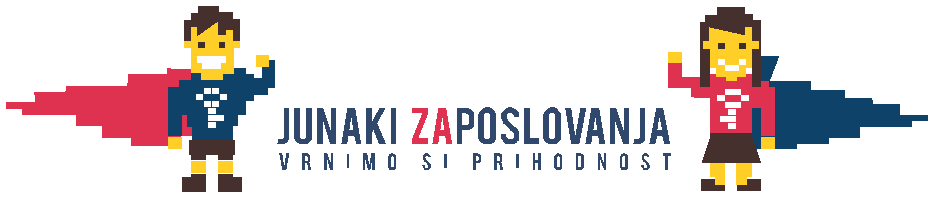 JUNAKI ZAPOSLOVANJA
VRNIMO SI PRIHODNOST